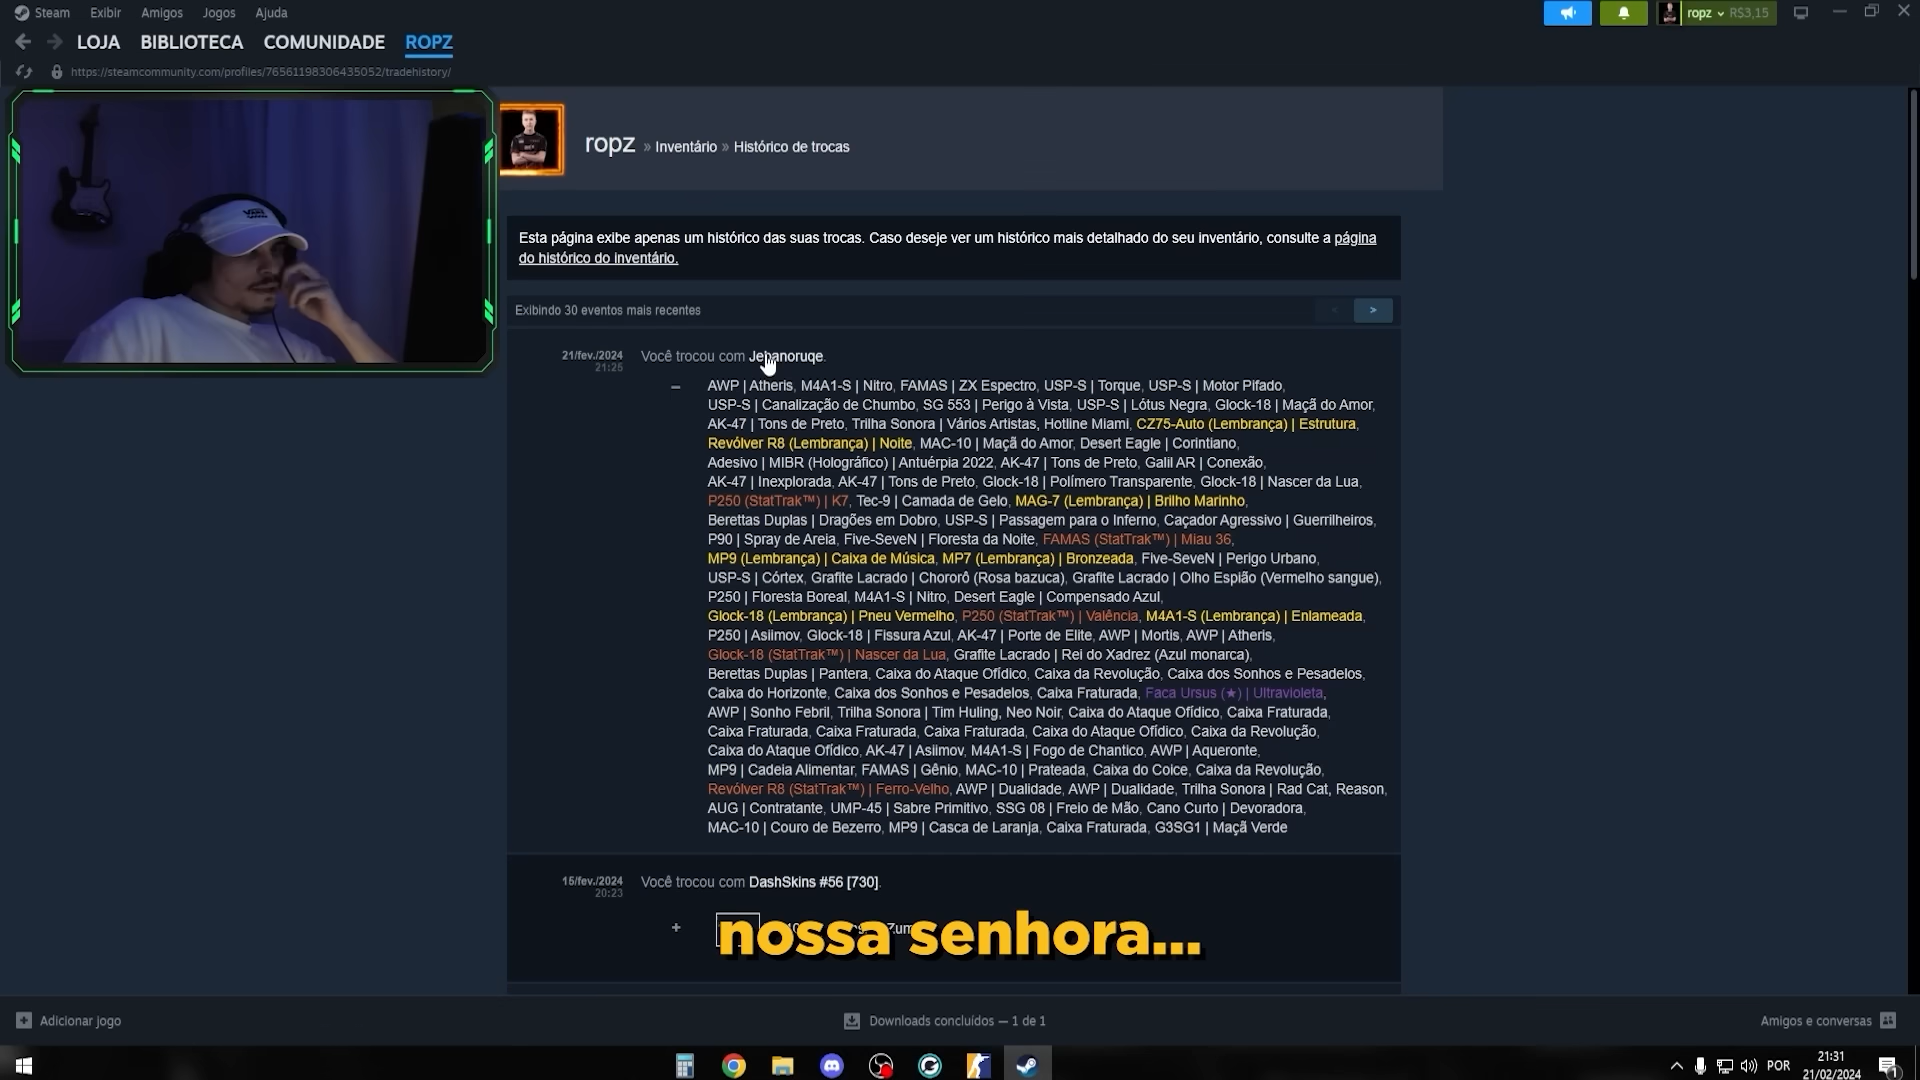 Steam Exibir Amigos Jogos Ajuda
ropz R$3,15
LOJA BIBLIOTECA COMUNIDADE ROPZ
https://steamcommunity.com/profiles/76561198306435052/tradehistory/
ropz » Inventário » Histórico de trocas
Esta página exibe apenas um histórico das suas trocas. Caso deseje ver um histórico mais detalhado do seu inventário, consulte a página
do histórico do inventário.
Exibindo 30 eventos mais recentes
>
21/fev./2024 Você trocou com Jebanoruqe.
21:25
– AWP | Atheris, M4A1-S | Nitro, FAMAS | ZX Espectro, USP-S | Torque, USP-S | Motor Pifado,
USP-S | Canalização de Chumbo, SG 553 | Perigo à Vista, USP-S | Lótus Negra, Glock-18 | Maçã do Amor,
AK-47 | Tons de Preto, Trilha Sonora | Vários Artistas, Hotline Miami, CZ75-Auto (Lembrança) | Estrutura,
Revólver R8 (Lembrança) | Noite, MAC-10 | Maçã do Amor, Desert Eagle | Corintiano,
Adesivo | MIBR (Holográfico) | Antuérpia 2022, AK-47 | Tons de Preto, Galil AR | Conexão,
AK-47 | Inexplorada, AK-47 | Tons de Preto, Glock-18 | Polímero Transparente, Glock-18 | Nascer da Lua,
P250 (StatTrak™) | K7, Tec-9 | Camada de Gelo, MAG-7 (Lembrança) | Brilho Marinho,
Berettas Duplas | Dragões em Dobro, USP-S | Passagem para o Inferno, Caçador Agressivo | Guerrilheiros,
P90 | Spray de Areia, Five-SeveN | Floresta da Noite, FAMAS (StatTrak™) | Miau 36,
MP9 (Lembrança) | Caixa de Música, MP7 (Lembrança) | Bronzeada, Five-SeveN | Perigo Urbano,
USP-S | Córtex, Grafite Lacrado | Chororô (Rosa bazuca), Grafite Lacrado | Olho Espião (Vermelho sangue),
P250 | Floresta Boreal, M4A1-S | Nitro, Desert Eagle | Compensado Azul,
Glock-18 (Lembrança) | Pneu Vermelho, P250 (StatTrak™) | Valência, M4A1-S (Lembrança) | Enlameada,
P250 | Asiimov, Glock-18 | Fissura Azul, AK-47 | Porte de Elite, AWP | Mortis, AWP | Atheris,
Glock-18 (StatTrak™) | Nascer da Lua, Grafite Lacrado | Rei do Xadrez (Azul monarca),
Berettas Duplas | Pantera, Caixa do Ataque Ofídico, Caixa da Revolução, Caixa dos Sonhos e Pesadelos,
Caixa do Horizonte, Caixa dos Sonhos e Pesadelos, Caixa Fraturada, Faca Ursus (★) | Ultravioleta,
AWP | Sonho Febril, Trilha Sonora | Tim Huling, Neo Noir, Caixa do Ataque Ofídico, Caixa Fraturada,
Caixa Fraturada, Caixa Fraturada, Caixa Fraturada, Caixa do Ataque Ofídico, Caixa da Revolução,
Caixa do Ataque Ofídico, AK-47 | Asiimov, M4A1-S | Fogo de Chantico, AWP | Aqueronte,
MP9 | Cadeia Alimentar, FAMAS | Gênio, MAC-10 | Prateada, Caixa do Coice, Caixa da Revolução,
Revólver R8 (StatTrak™) | Ferro-Velho, AWP | Dualidade, AWP | Dualidade, Trilha Sonora | Rad Cat, Reason,
AUG | Contratante, UMP-45 | Sabre Primitivo, SSG 08 | Freio de Mão, Cano Curto | Devoradora,
MAC-10 | Couro de Bezerro, MP9 | Casca de Laranja, Caixa Fraturada, G3SG1 | Maçã Verde
15/fev./2024 Você trocou com DashSkins #56 [730].
20:23
+
nossa senhora...
Adicionar jogo Downloads concluídos — 1 de 1 Amigos e conversas
POR 21:31
21/02/2024